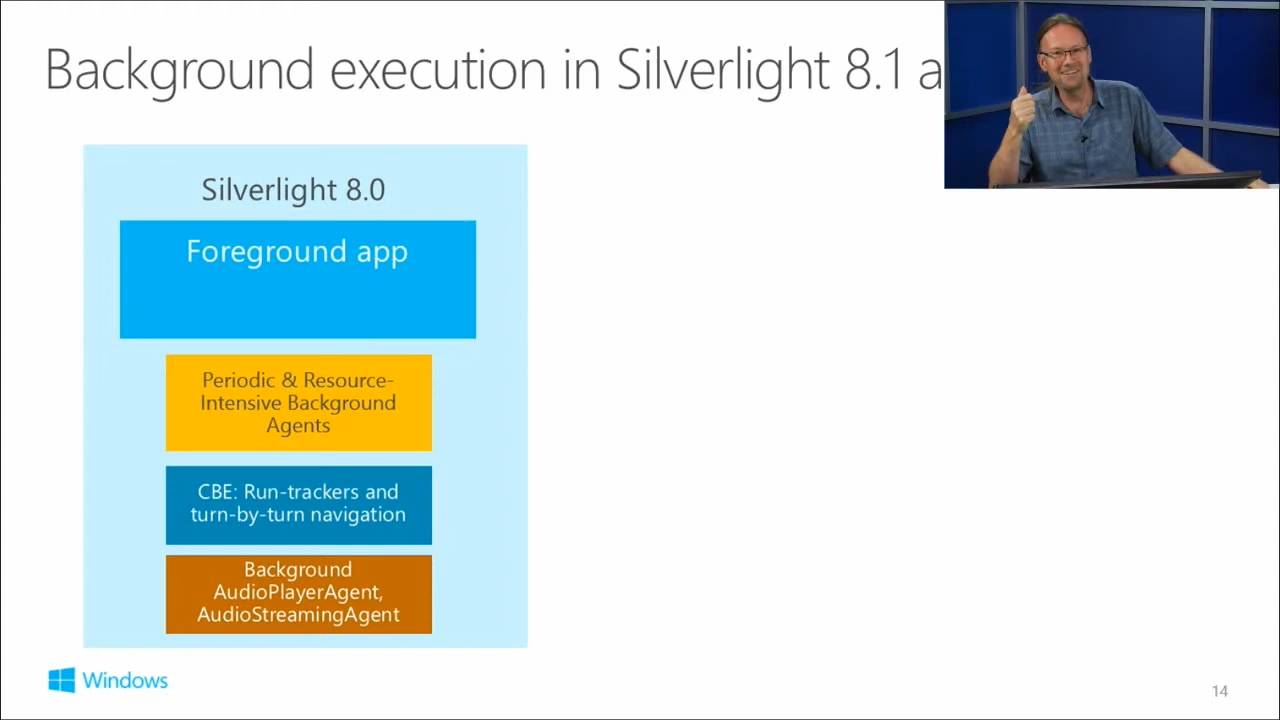 Background execution in Silverlight 8.1 a
Silverlight 8.0
Foreground app
Periodic & Resource-
Intensive Background
Agents
CBE: Run-trackers and
turn-by-turn navigation
Background
AudioPlayerAgent,
AudioStreamingAgent
Windows
14